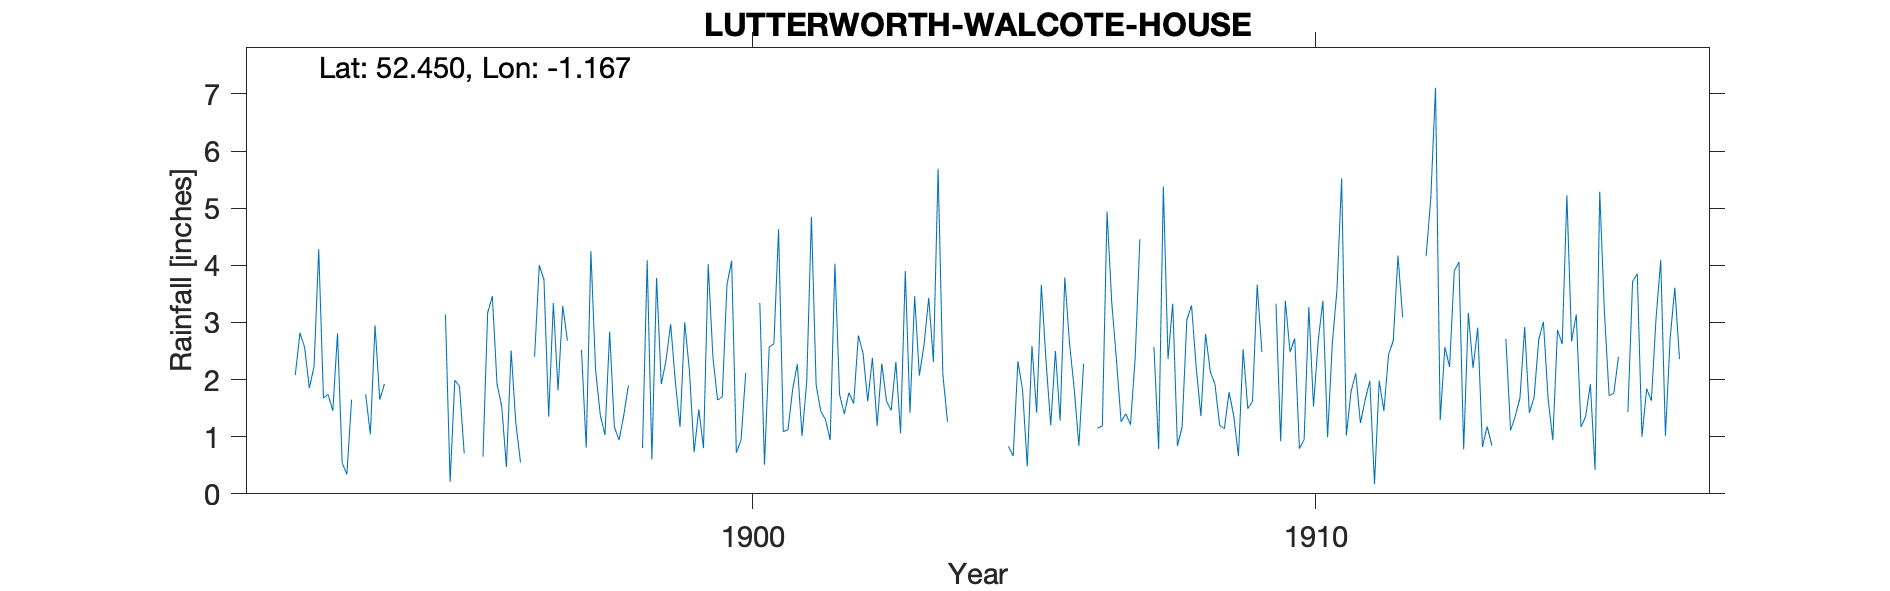 LUTTERWORTH-WALCOTE-HOUSE
Lat: 52.450, Lon: -1.167
Rainfall [inches]
7
6
5
4
3
2
1
0
1900
1910
Year